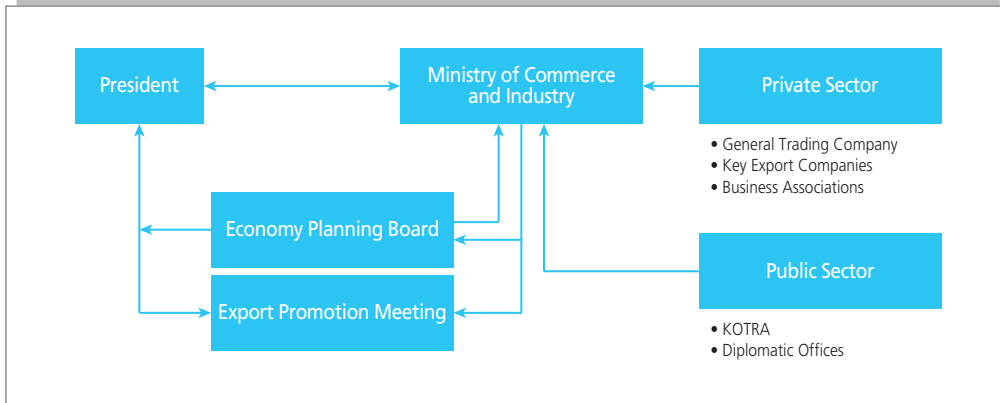 President
Ministry of Commerce
and Industry
Private Sector
• General Trading Company
• Key Export Companies
• Business Associations
Economy Planning Board
Export Promotion Meeting
Public Sector
• KOTRA
• Diplomatic Offices